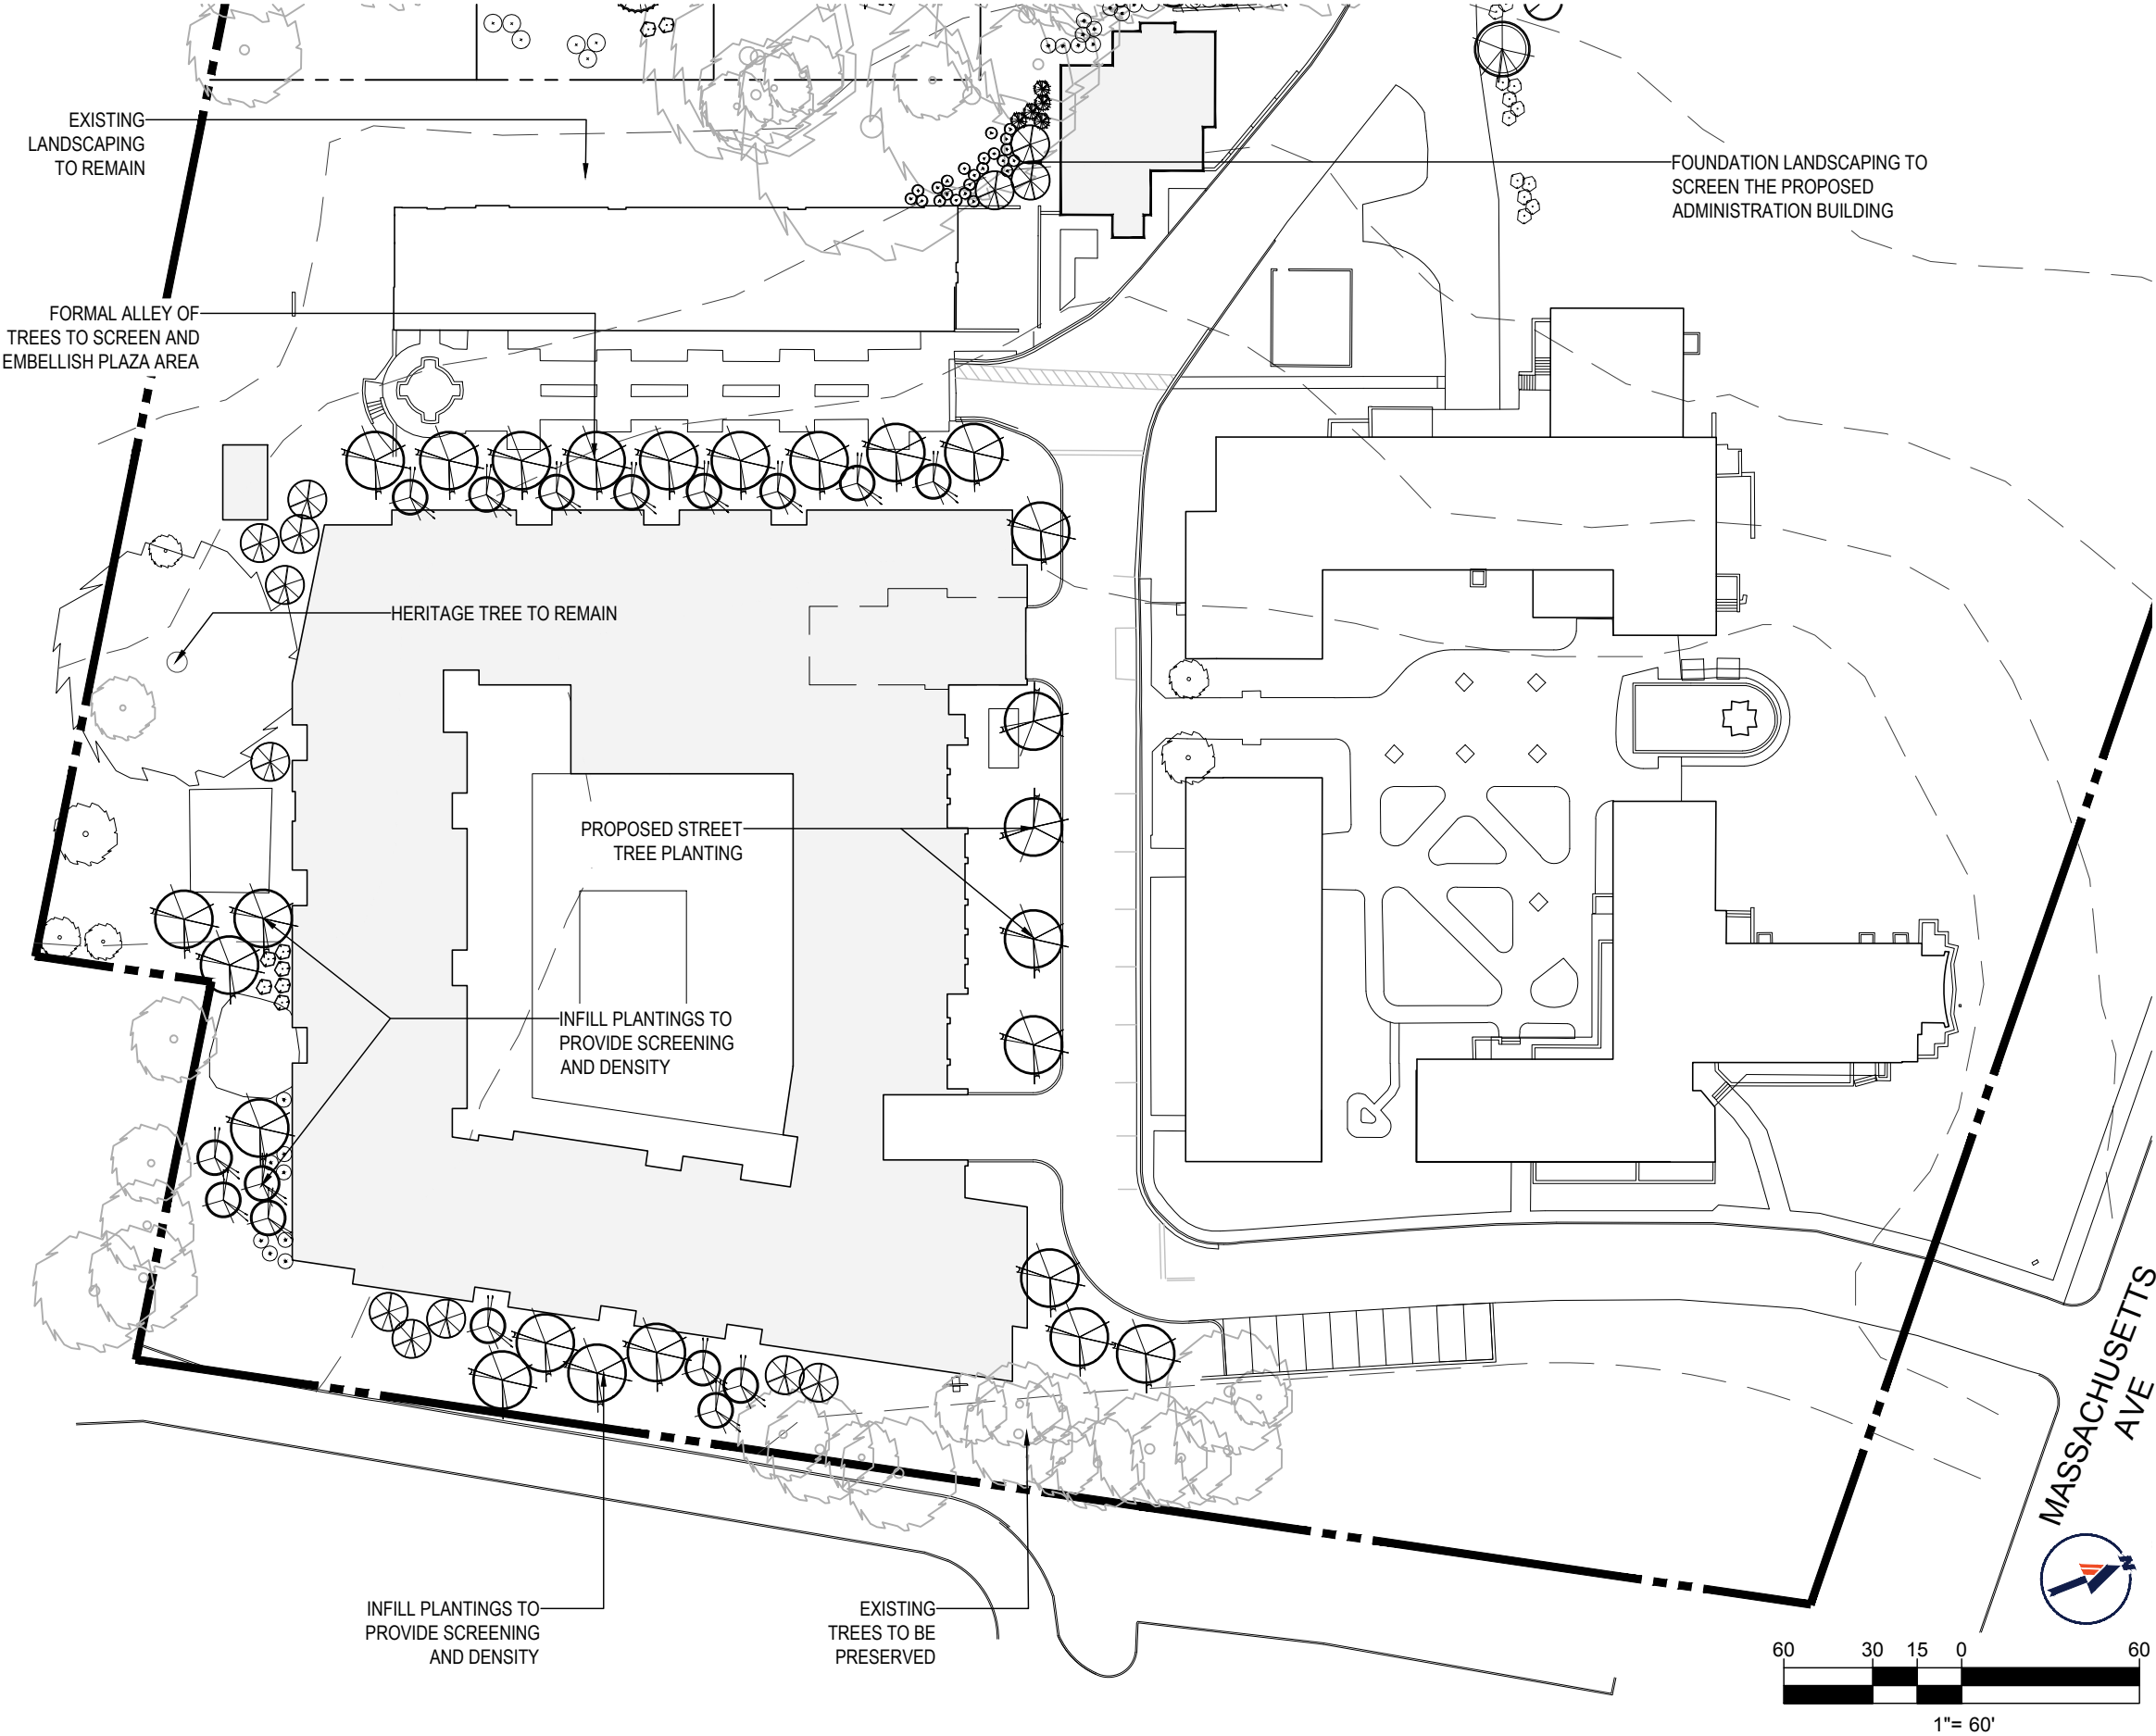 EXISTING
LANDSCAPING
TO REMAIN
FOUNDATION LANDSCAPING TO
SCREEN THE PROPOSED
ADMINISTRATION BUILDING
FORMAL ALLEY OF
TREES TO SCREEN AND
EMBELLISH PLAZA AREA
HERITAGE TREE TO REMAIN
PROPOSED STREET
TREE PLANTING
INFILL PLANTINGS TO
PROVIDE SCREENING
AND DENSITY
MASSACHUSETTS
AVE
N
INFILL PLANTINGS TO
PROVIDE SCREENING
AND DENSITY
EXISTING
TREES TO BE
PRESERVED
60 30 15 0 60
1"= 60'